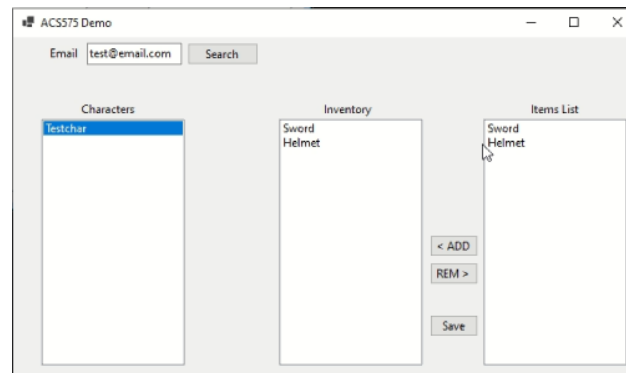 ACS575 Demo
Email test@email.com Search
Characters Inventory Items List
Testchar Sword Sword
Helmet Helmet
< ADD
REM >
Save